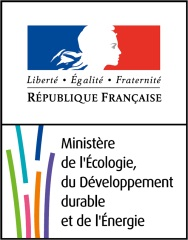 Liberté • Égalité • Fraternité
RÉPUBLIQUE FRANÇAISE
Ministère
de l'Écologie,
du Développement
durable
et de l'Énergie